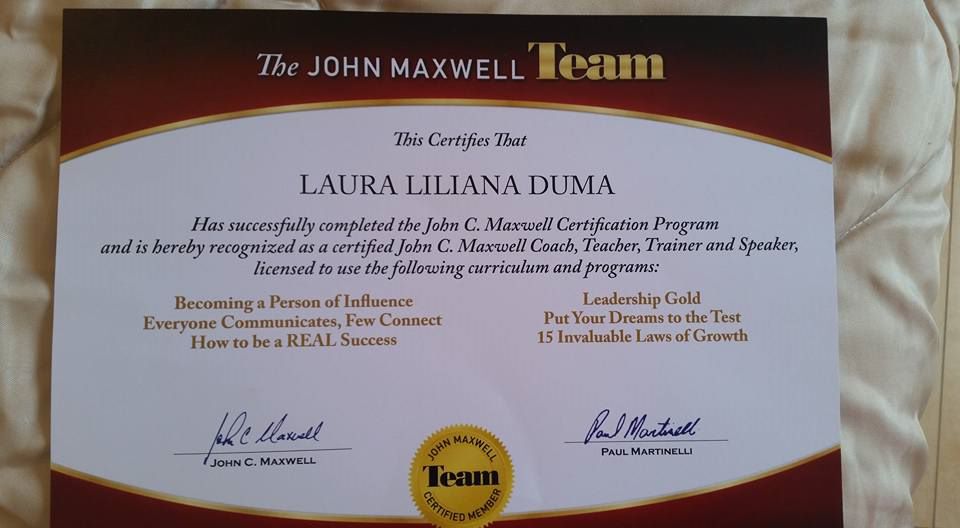 The JOHN MAXWELL Team
This Certifies That
LAURA LILIANA DUMA
Has successfully completed the John C. Maxwell Certification Program
and is hereby recognized as a certified John C. Maxwell Coach, Teacher, Trainer and Speaker,
licensed to use the following curriculum and programs:
Becoming a Person of Influence
Everyone Communicates, Few Connect
How to be a REAL Success
Leadership Gold
Put Your Dreams to the Test
15 Invaluable Laws of Growth
John C Maxwell
JOHN C. MAXWELL
Paul Martinelli
PAUL MARTINELLI
JOHN MAXWELL
Team
CERTIFIED MEMBER